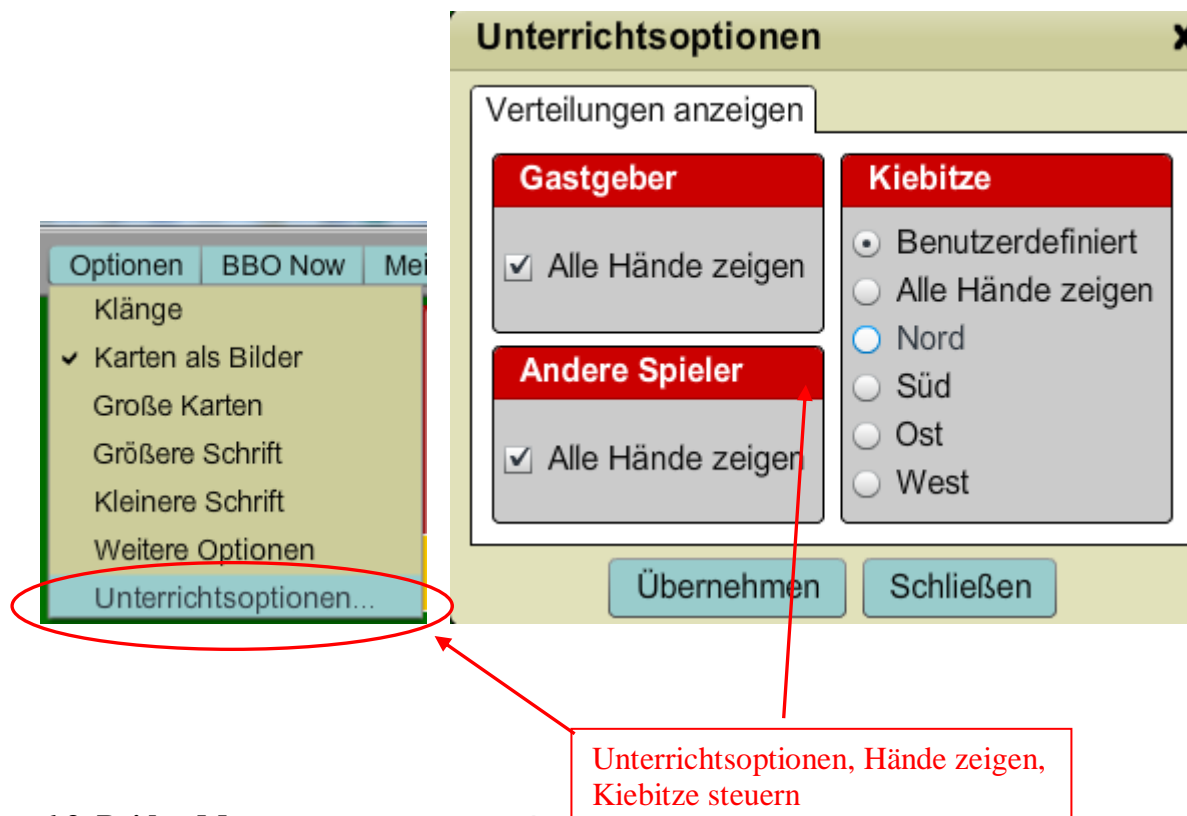 Unterrichtsoptionen
Verteilungen anzeigen
Gastgeber
Alle Hände zeigen
Andere Spieler
Alle Hände zeigen
Kiebitze
Benutzerdefiniert
Alle Hände zeigen
Nord
Süd
Ost
West
Übernehmen Schließen
Optionen BBO Now
Klänge
Karten als Bilder
Große Karten
Größere Schrift
Kleinere Schrift
Weitere Optionen
Unterrichtsoptionen...
Unterrichtsoptionen, Hände zeigen,
Kiebitze steuern